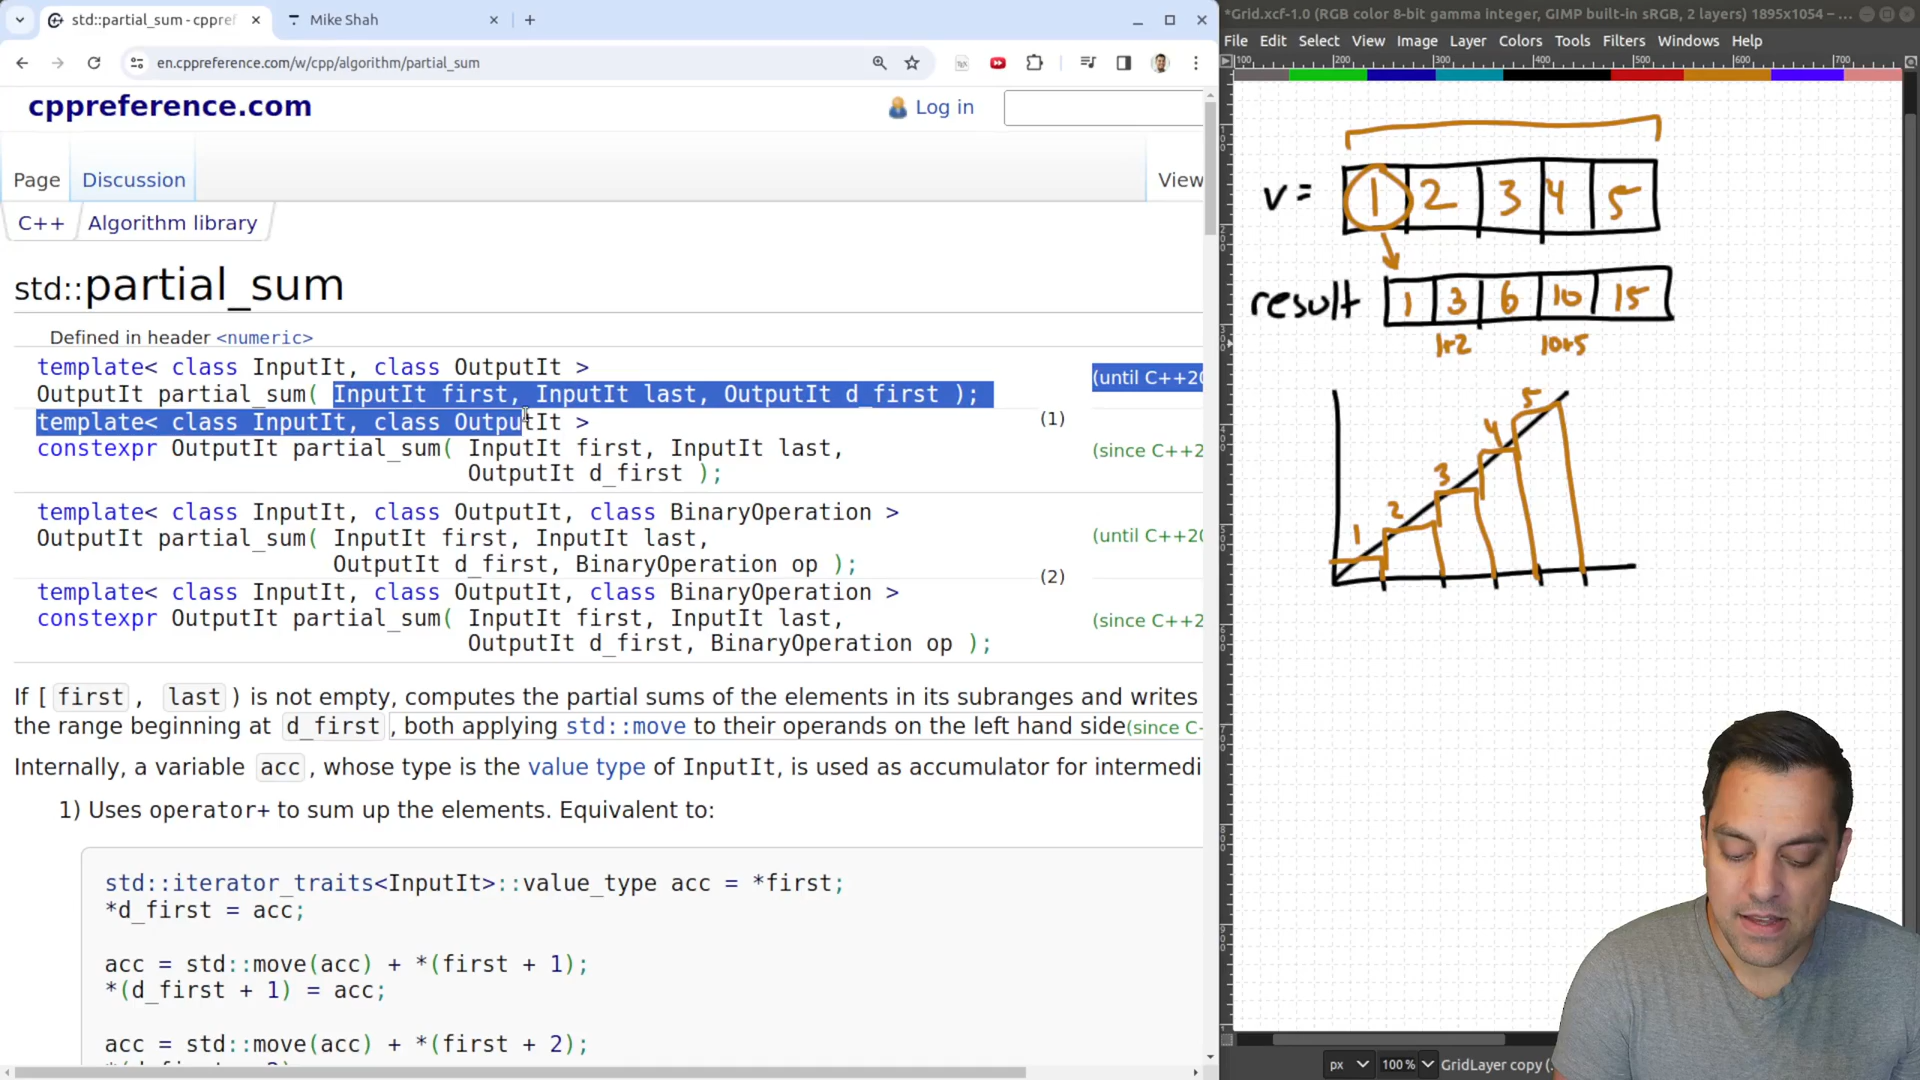 std::partial_sum - cppref
Mike Shah
en.cppreference.com/w/cpp/algorithm/partial_sum
cppreference.com
Log in
Page
Discussion
View
C++
Algorithm library
std::partial_sum
Defined in header <numeric>
template< class InputIt, class OutputIt >
OutputIt partial_sum( InputIt first, InputIt last, OutputIt d_first );
(until C++20
template< class InputIt, class OutputIt >
(1)
constexpr OutputIt partial_sum( InputIt first, InputIt last,
OutputIt d_first );
(since C++2
template< class InputIt, class OutputIt, class BinaryOperation >
OutputIt partial_sum( InputIt first, InputIt last,
OutputIt d_first, BinaryOperation op );
(until C++20
(2)
template< class InputIt, class OutputIt, class BinaryOperation >
constexpr OutputIt partial_sum( InputIt first, InputIt last,
OutputIt d_first, BinaryOperation op );
(since C++2
If [ first , last ) is not empty, computes the partial sums of the elements in its subranges and writes
the range beginning at d_first , both applying std::move to their operands on the left hand side(since C-
Internally, a variable acc , whose type is the value type of InputIt, is used as accumulator for intermedi
1) Uses operator+ to sum up the elements. Equivalent to:
std::iterator_traits<InputIt>::value_type acc = *first;
*d_first = acc;
acc = std::move(acc) + *(first + 1);
*(d_first + 1) = acc;
acc = std::move(acc) + *(first + 2);
*Grid.xcf-1.0 (RGB color 8-bit gamma integer, GIMP built-in sRGB, 2 layers) 1895x1054 – ...
File Edit Select View Image Layer Colors Tools Filters Windows Help
100 200 300 400 500 600 700
v = 1 2 3 4 5
result 1 3 6 10 15
1+2 10+5
5
4
3
2
1
px 100% GridLayer copy (